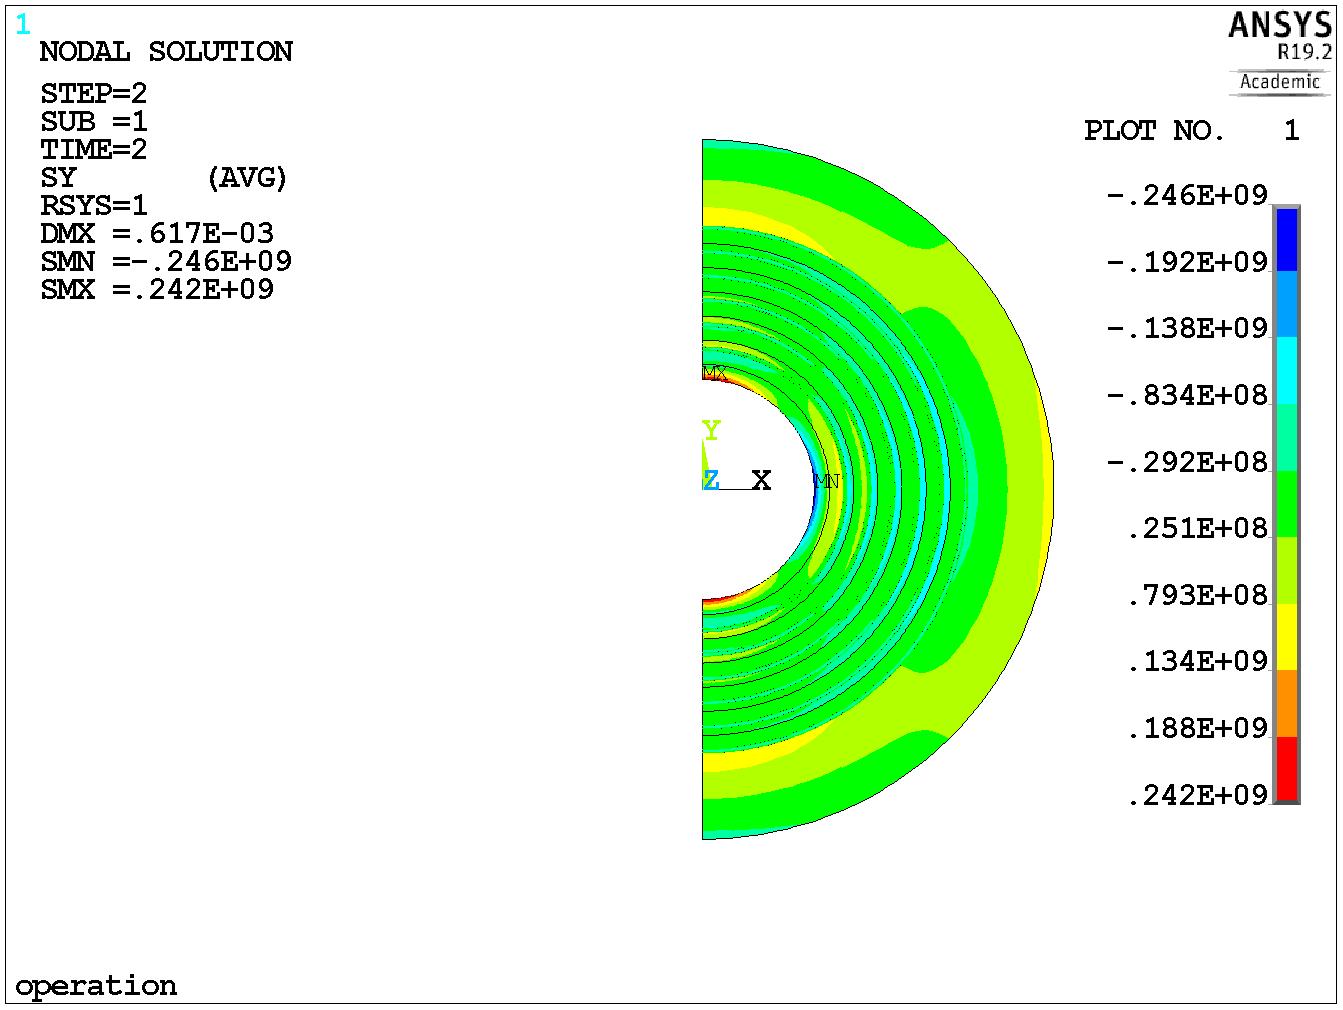 1
NODAL SOLUTION
STEP=2
SUB =1
TIME=2
SY (AVG)
RSYS=1
DMX =.617E-03
SMN =-.246E+09
SMX =.242E+09
ANSYS
R19.2
Academic
PLOT NO. 1
-.246E+09
-.192E+09
-.138E+09
-.834E+08
-.292E+08
.251E+08
.793E+08
.134E+09
.188E+09
.242E+09
MX
Y
Z X
MN
operation